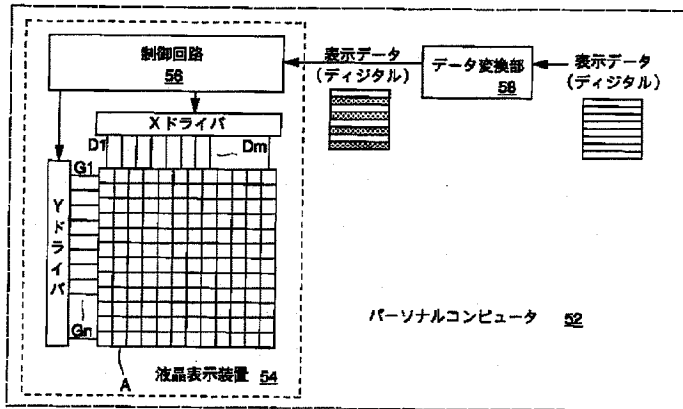 制御回路
56
表示データ
(ディジタル)
データ変換部
58
表示データ
(ディジタル)
Xドライバ
D1
Dm
G1
Yドライバ
Gn
A
液晶表示装置 54
パーソナルコンピュータ 52